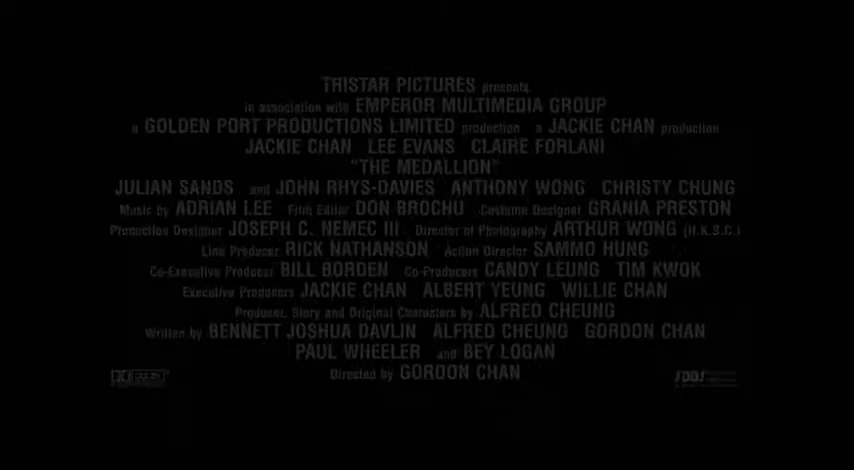 TRISTAR PICTURES presents
in association with EMPEROR MULTIMEDIA GROUP
a GOLDEN PORT PRODUCTIONS LIMITED production a JACKIE CHAN production
JACKIE CHAN LEE EVANS CLAIRE FORLANI
"THE MEDALLION"
JULIAN SANDS and JOHN RHYS-DAVIES ANTHONY WONG CHRISTY CHUNG
Music by ADRIAN LEE Film Editor DON BROCHU Costume Designer GRANIA PRESTON
Production Designer JOSEPH C. NEMEC III Director of Photography ARTHUR WONG (H.K.S.C.)
Line Producer RICK NATHANSON Action Director SAMMO HUNG
Co-Executive Producer BILL BORDEN Co-Producers CANDY LEUNG TIM KWOK
Executive Producers JACKIE CHAN ALBERT YEUNG WILLIE CHAN
Producer, Story and Original Characters by ALFRED CHEUNG
Written by BENNETT JOSHUA DAVLIN ALFRED CHEUNG GORDON CHAN
PAUL WHEELER and BEY LOGAN
Directed by GORDON CHAN
SDDS